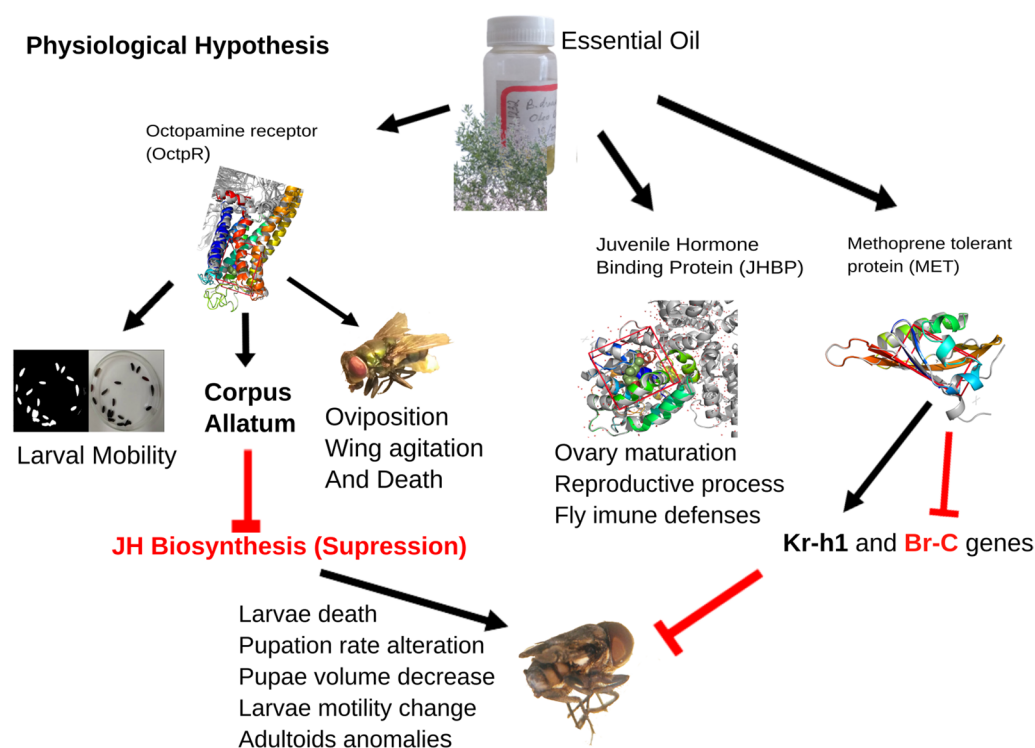 Physiological Hypothesis
Essential Oil
Octopamine receptor
(OctpR)
Juvenile Hormone
Binding Protein (JHBP)
Methoprene tolerant
protein (MET)
Larval Mobility
Corpus
Allatum
Oviposition
Wing agitation
And Death
Ovary maturation
Reproductive process
Fly imune defenses
JH Biosynthesis (Supression)
Kr-h1 and Br-C genes
Larvae death
Pupation rate alteration
Pupae volume decrease
Larvae motility change
Adultoids anomalies